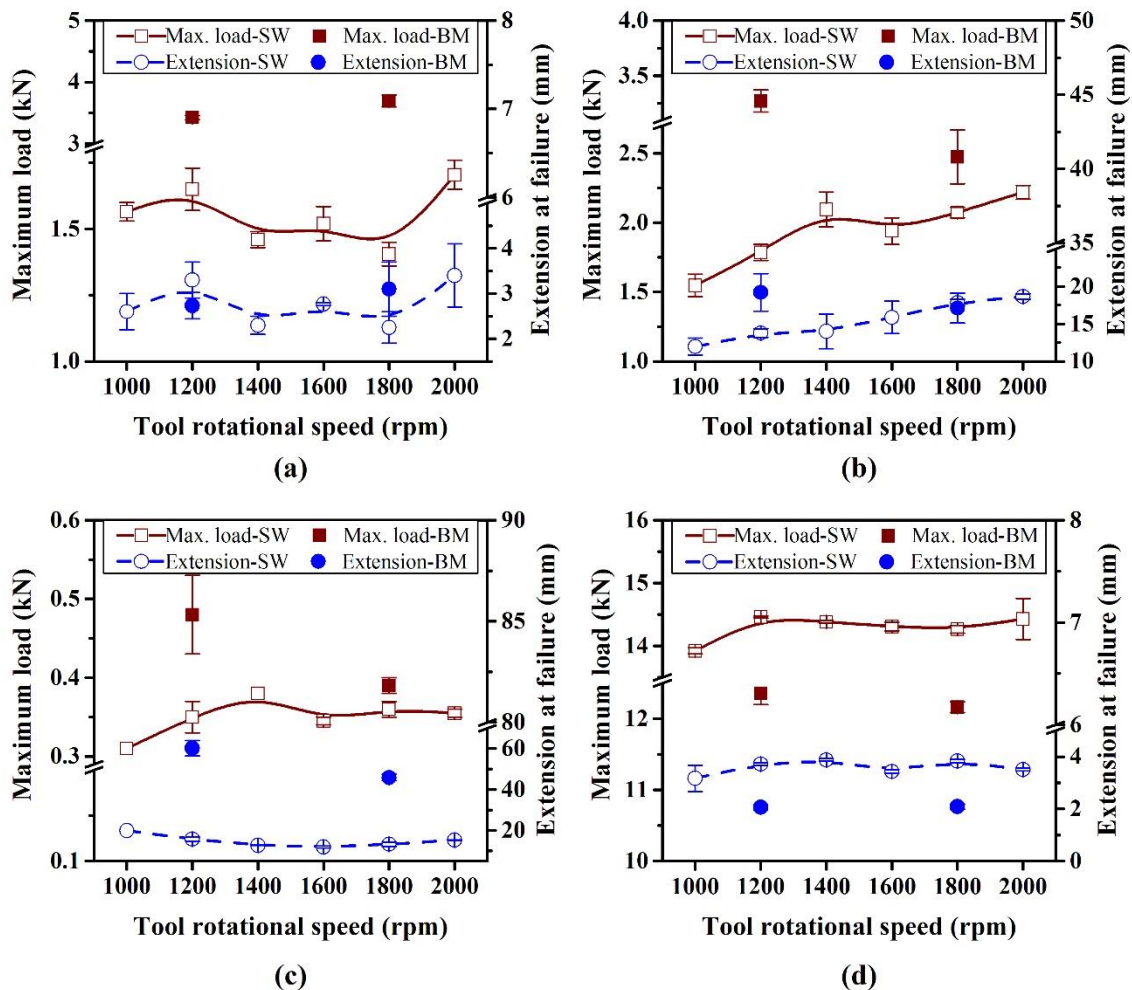 5
4
3
1.5
1.0
Maximum load (kN)
Max. load-SW Max. load-BM
Extension-SW Extension-BM
8
7
6
4
3
2
Extension at failure (mm)
1000 1200 1400 1600 1800 2000
Tool rotational speed (rpm)
(a)
4.0
3.5
2.5
2.0
1.5
1.0
Maximum load (kN)
Max. load-SW Max. load-BM
Extension-SW Extension-BM
50
45
40
35
20
15
10
Extension at failure (mm)
1000 1200 1400 1600 1800 2000
Tool rotational speed (rpm)
(b)
0.6
0.5
0.4
0.3
0.1
Maximum load (kN)
Max. load-SW Max. load-BM
Extension-SW Extension-BM
90
85
80
60
40
20
Extension at failure (mm)
1000 1200 1400 1600 1800 2000
Tool rotational speed (rpm)
(c)
16
15
14
12
11
10
Maximum load (kN)
Max. load-SW Max. load-BM
Extension-SW Extension-BM
8
7
6
4
2
0
Extension at failure (mm)
1000 1200 1400 1600 1800 2000
Tool rotational speed (rpm)
(d)